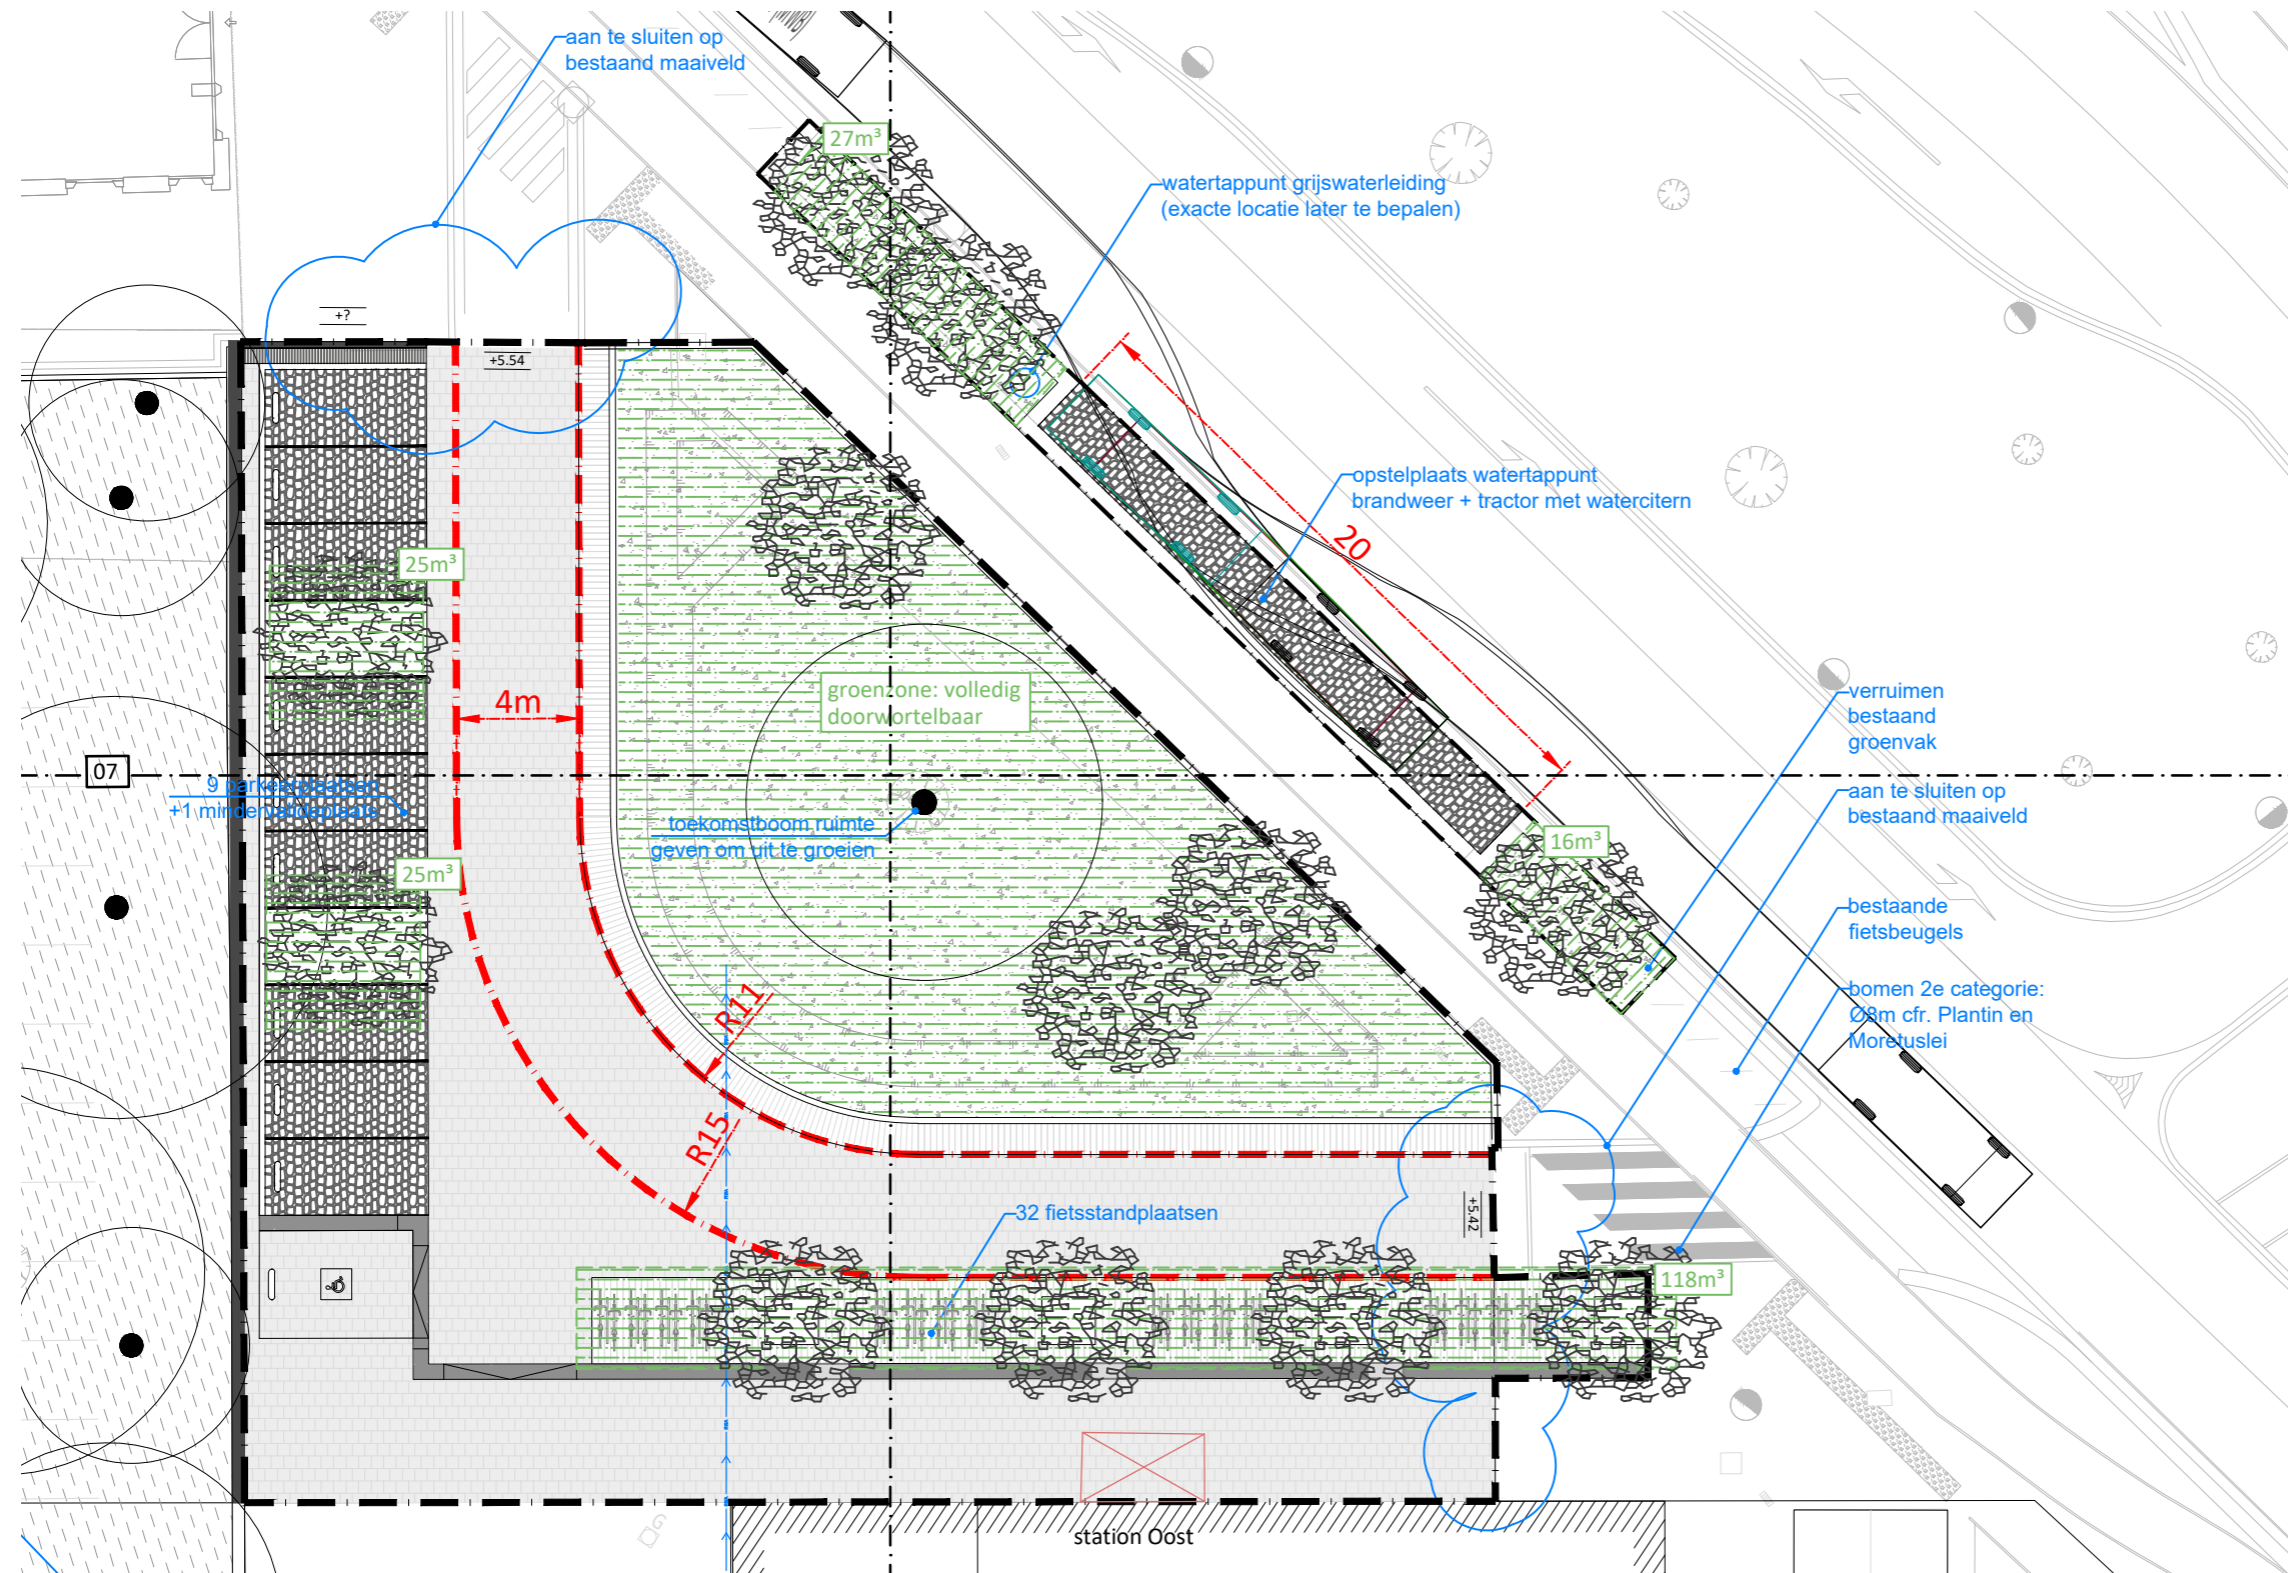 aan te sluiten op
bestaand maaiveld
27m³
watertappunt grijswaterleiding
(exacte locatie later te bepalen)
+?
+5.54
opstelplaats watertappunt
brandweer + tractor met watercitern
20
25m³
4m
groenzone: volledig
doorwortelbaar
verruimen
bestaand
groenvak
07
9 parkeerplaatsen
+1 mindervalideplaats
toekomstboom ruimte
geven om uit te groeien
aan te sluiten op
bestaand maaiveld
16m³
25m³
bestaande
fietsbeugels
R11
bomen 2e categorie:
Ø8m cfr. Plantin en
Moretuslei
R15
32 fietsstandplaatsen
+5.42
118m³
G
station Oost